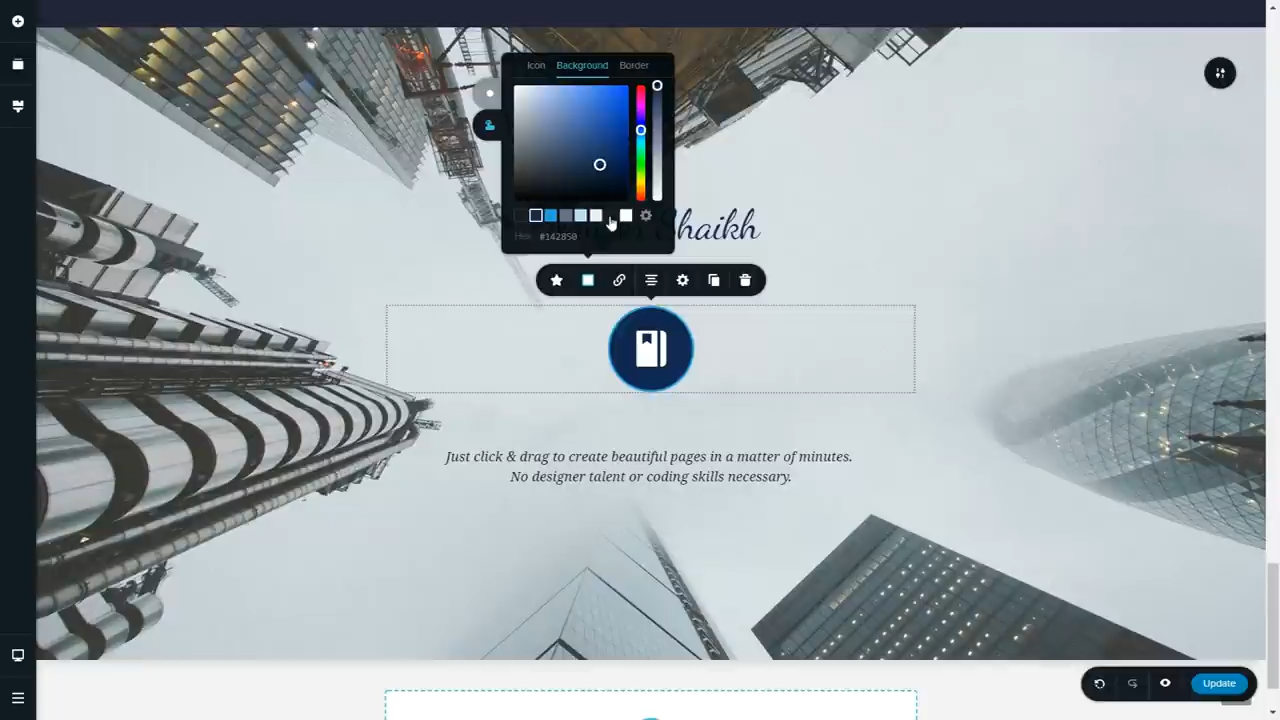 Icon Background Border
Shaikh
Hex #142850
Just click & drag to create beautiful pages in a matter of minutes.
No designer talent or coding skills necessary.
Update